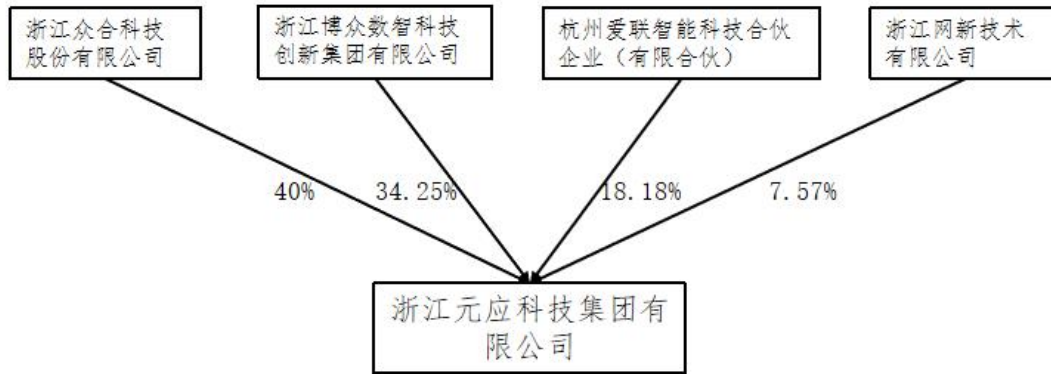 浙江众合科技
股份有限公司
浙江博众数智科技
创新集团有限公司
杭州爱联智能科技合伙
企业（有限合伙）
浙江网新技术
有限公司
40%
34.25%
18.18%
7.57%
浙江元应科技集团有
限公司